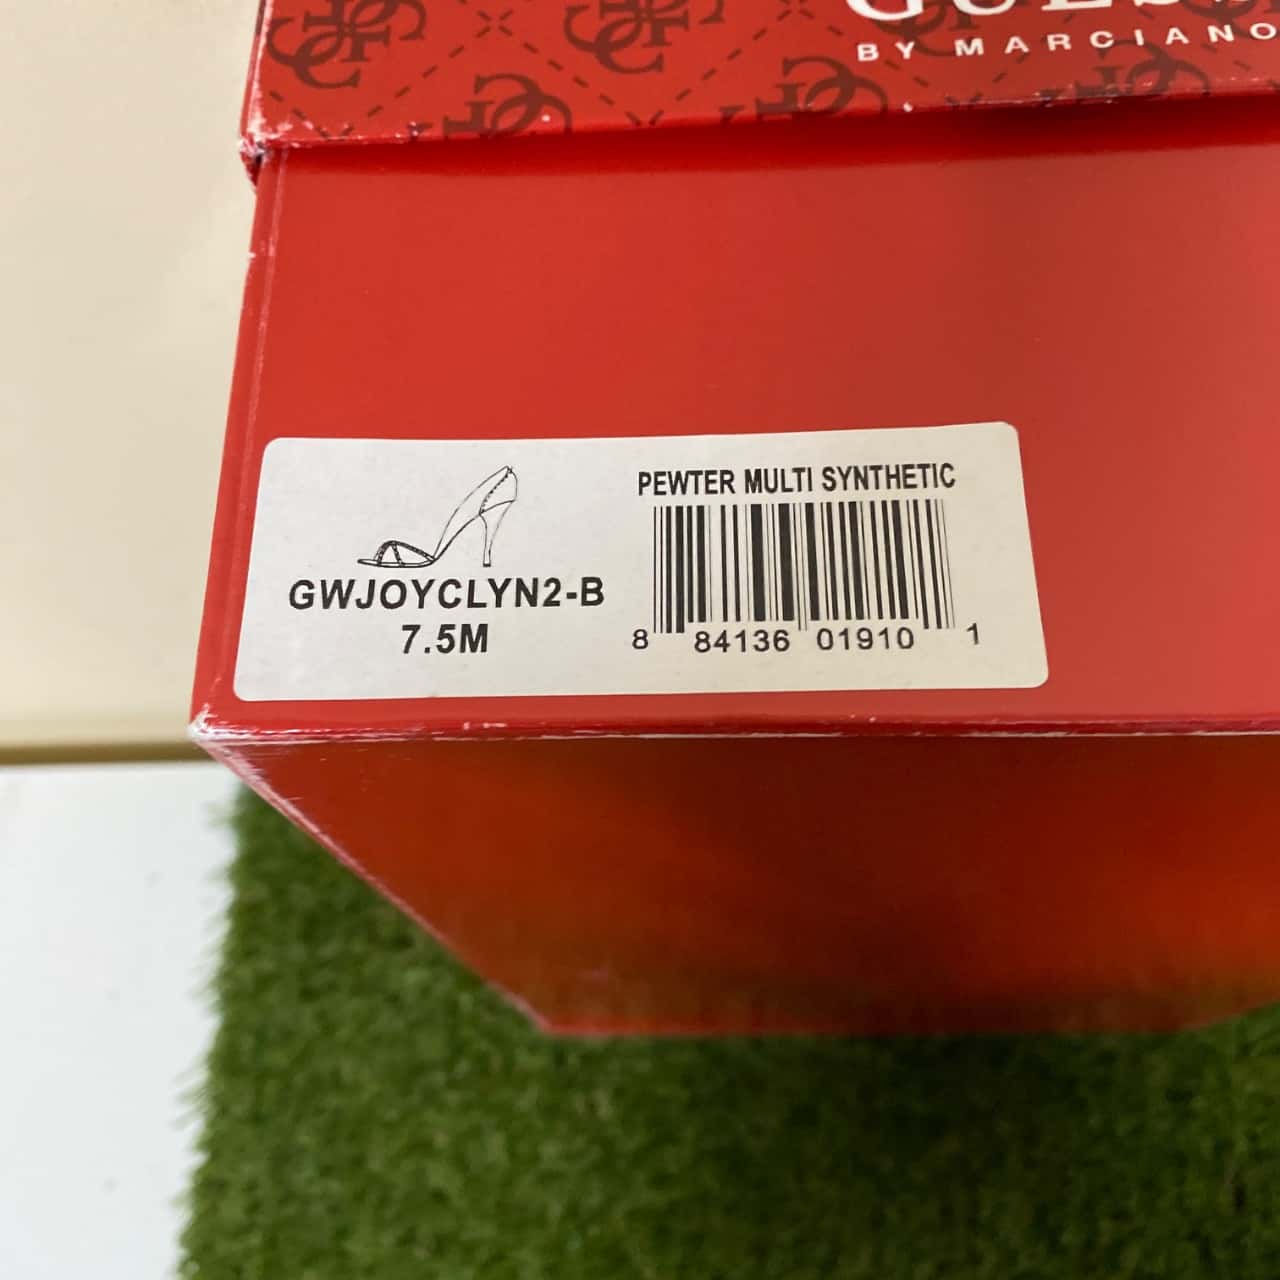 BY MARCIANO
PEWTER MULTI SYNTHETIC
GWJOYCLYN2-B
7.5M
8 84136 01910 1